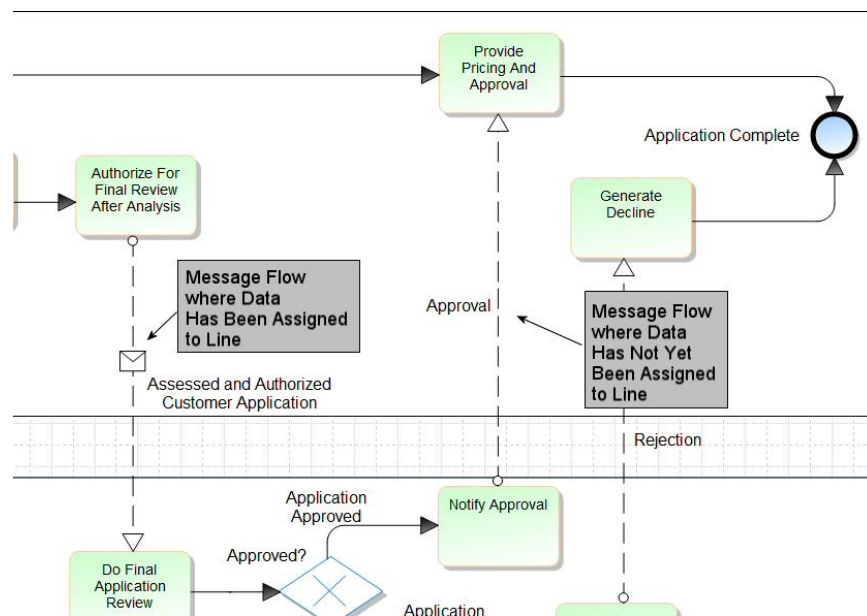 Provide
Pricing And
Approval
Application Complete
Authorize For
Final Review
After Analysis
Generate
Decline
Message Flow
where Data
Has Been Assigned
to Line
Approval
Message Flow
where Data
Has Not Yet
Been Assigned
to Line
Assessed and Authorized
Customer Application
Rejection
Application
Approved
Notify Approval
Approved?
Do Final
Application
Review
Application